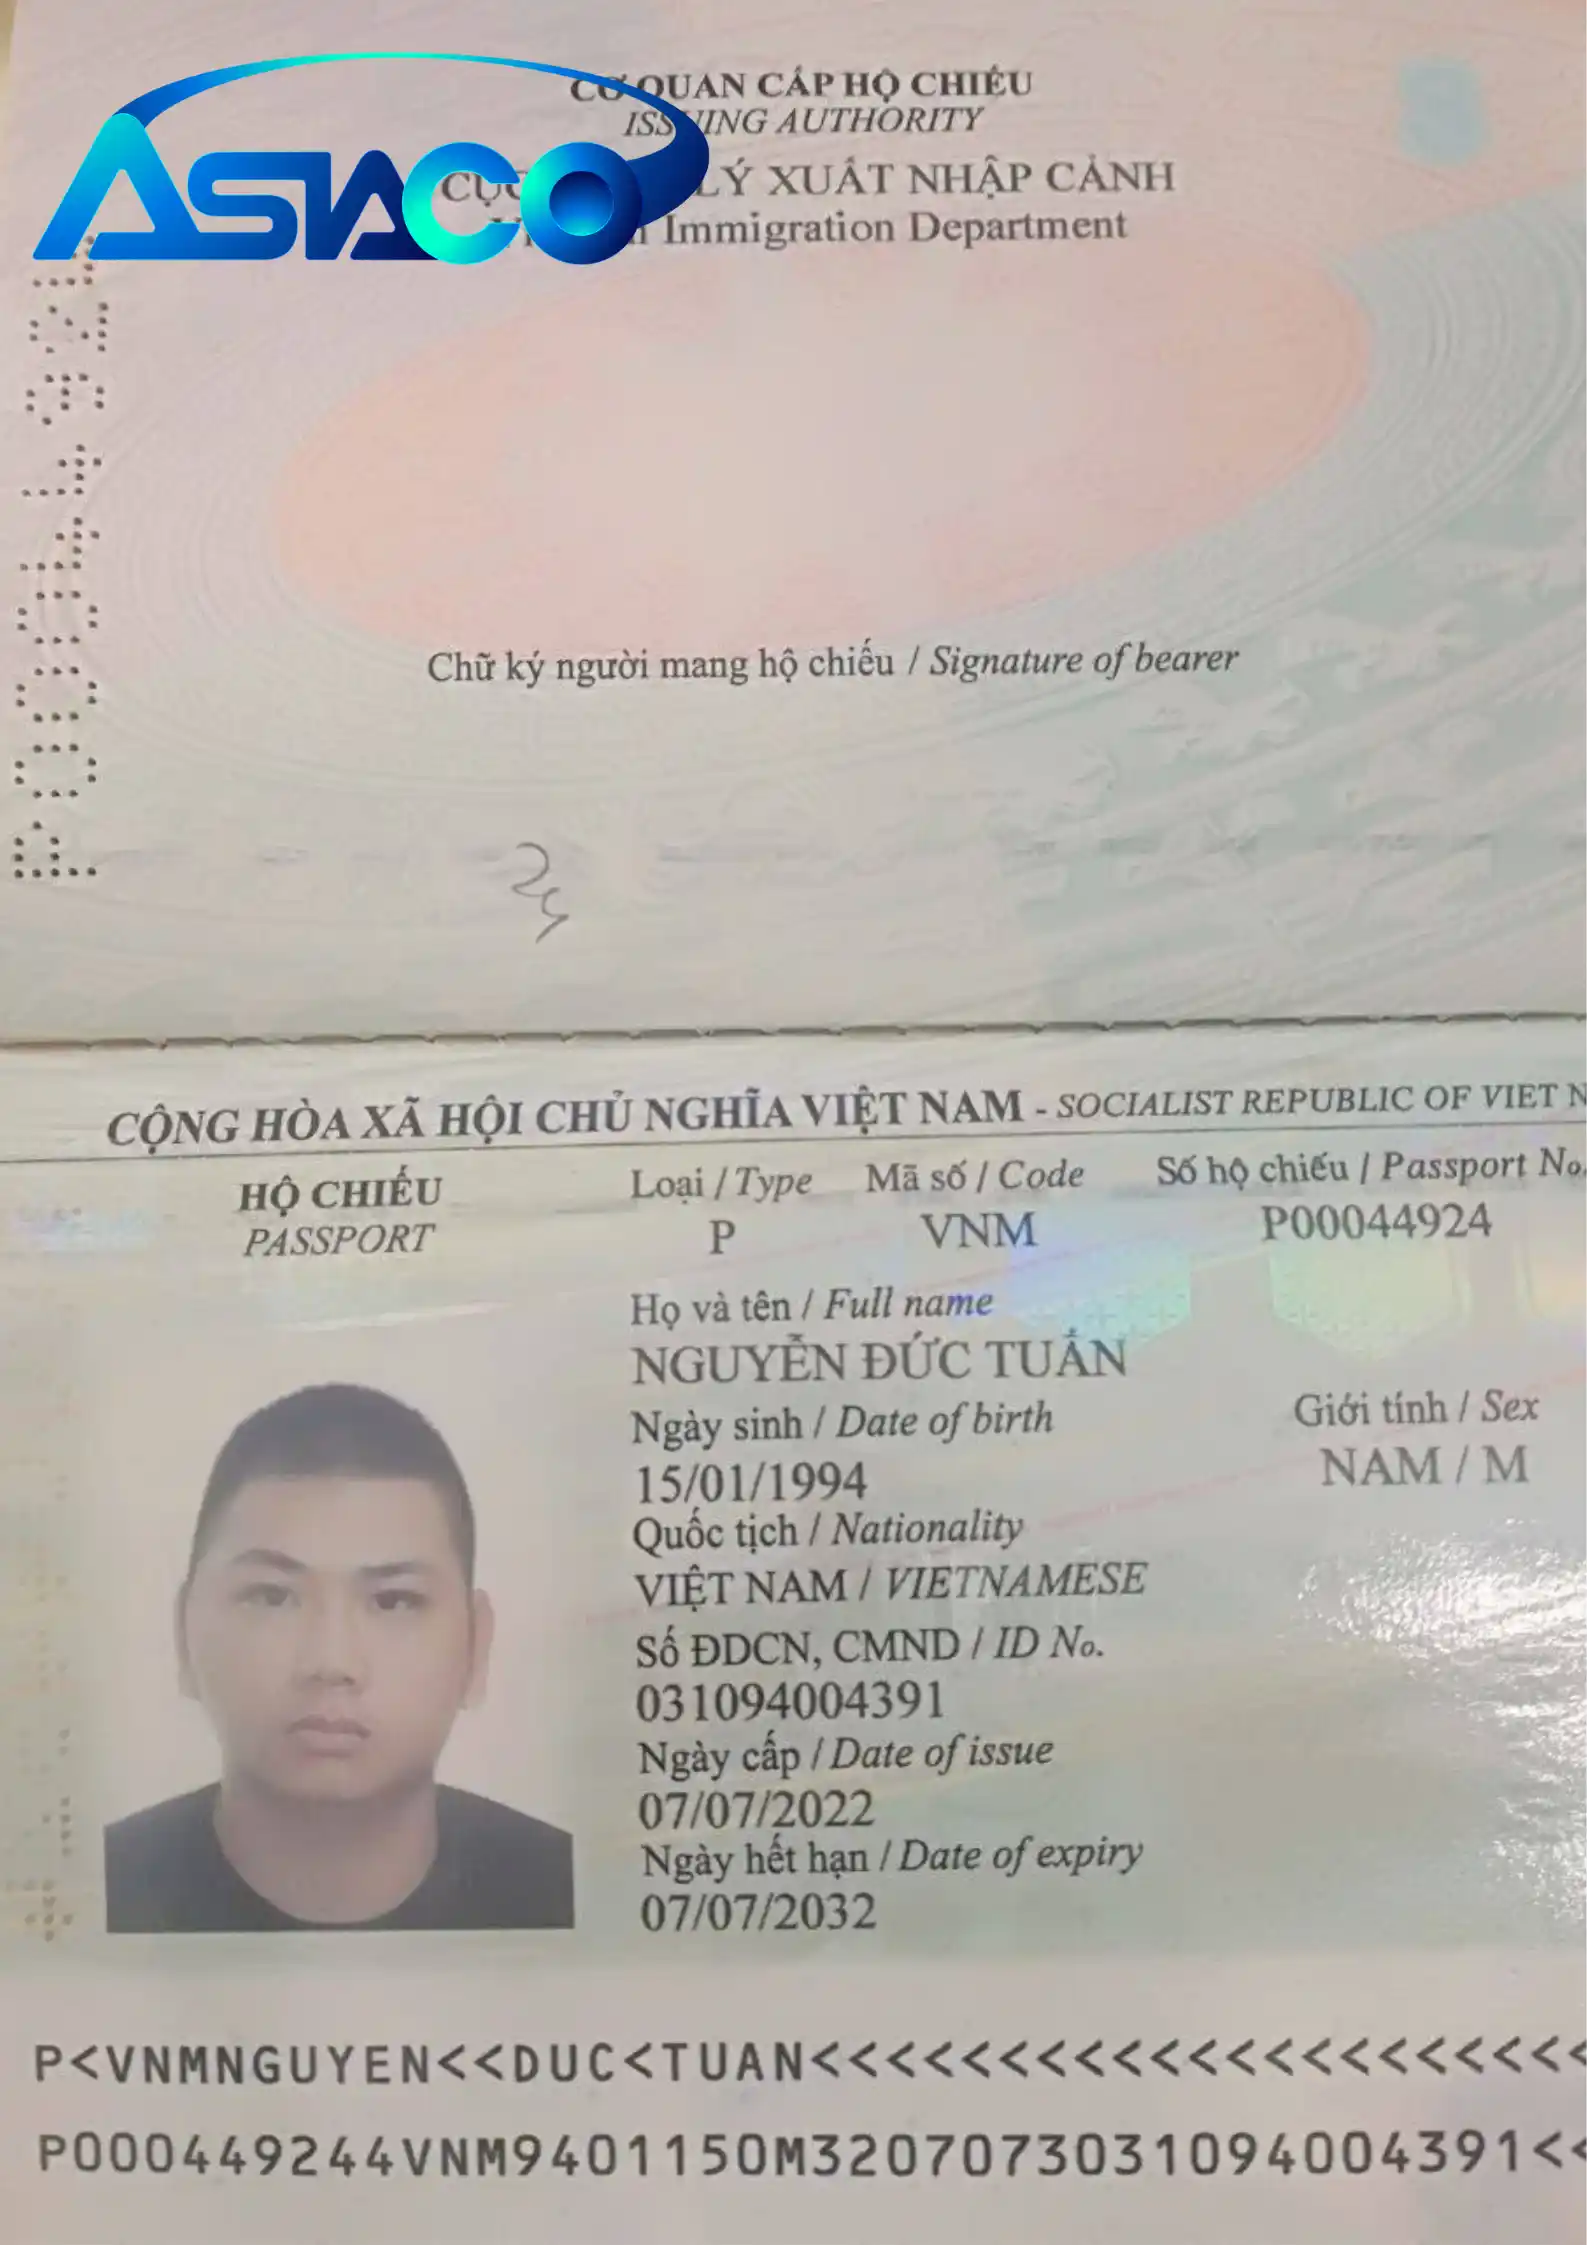 ASIACO
CƠ QUAN CẤP HỘ CHIẾU
ISSUING AUTHORITY
LÝ XUẤT NHẬP CẢNH
Immigration Department
Chữ ký người mang hộ chiếu / Signature of bearer
CỘNG HÒA XÃ HỘI CHỦ NGHĨA VIỆT NAM - SOCIALIST REPUBLIC OF VIET N
HỘ CHIẾU Loại / Type Mã số / Code Số hộ chiếu / Passport No.
PASSPORT P VNM P00044924
Họ và tên / Full name
NGUYỄN ĐỨC TUẤN
Ngày sinh / Date of birth Giới tính / Sex
15/01/1994 NAM / M
Quốc tịch / Nationality
VIỆT NAM / VIETNAMESE
Số ĐDCN, CMND / ID No.
031094004391
Ngày cấp / Date of issue
07/07/2022
Ngày hết hạn / Date of expiry
07/07/2032
P<VNMNGUYEN<<DUC<TUAN<<<<<<<<<<<<<<<<<<<<<
P000449244VNM9401150M3207073031094004391<<